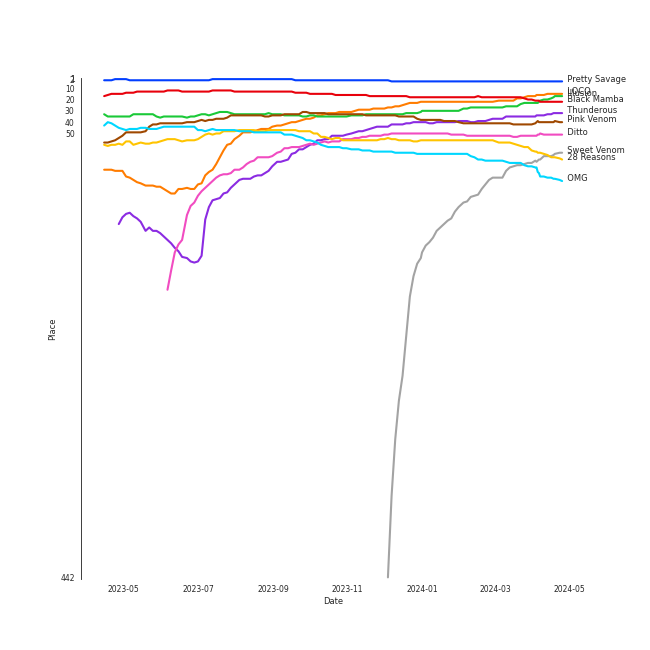 1
10
20
30
40
50
442
Place
Pretty Savage
LOCO
Black Mamba
Thunderous
Pink Venom
Ditto
Sweet Venom
28 Reasons
OMG
2023-05
2023-07
2023-09
2023-11
2024-01
2024-03
2024-05
Date